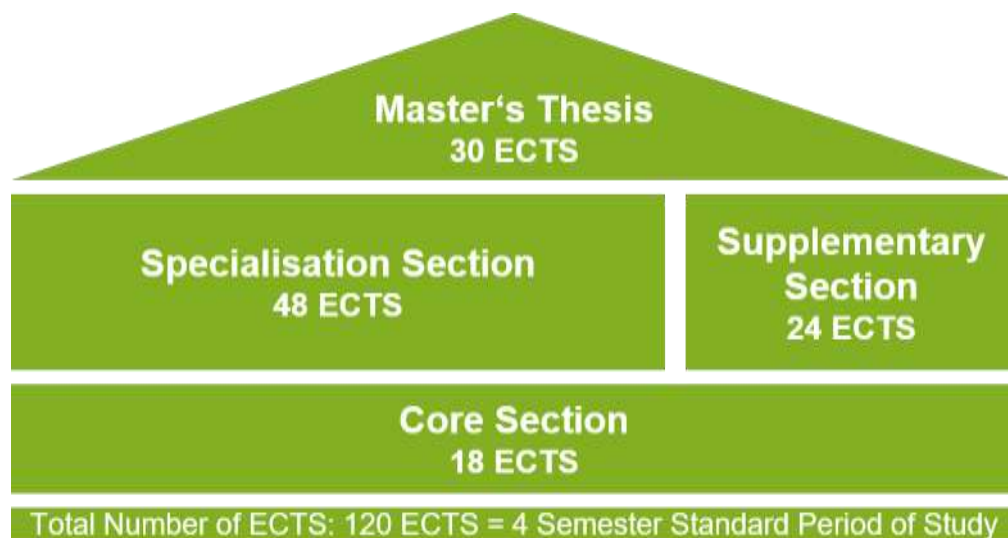 Master‘s Thesis
30 ECTS
Specialisation Section
48 ECTS
Supplementary
Section
24 ECTS
Core Section
18 ECTS
Total Number of ECTS: 120 ECTS = 4 Semester Standard Period of Study